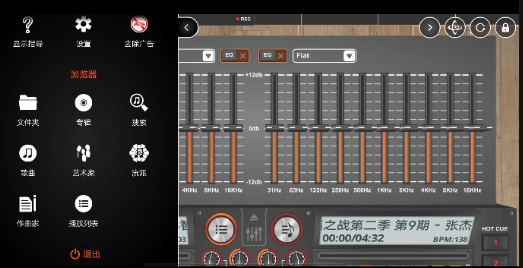 显示指导 设置 去除广告
浏览器
文件夹 专辑 搜索
歌曲 艺术家 流派
作曲家 播放列表
退出
REC
EQ EQ Flat
+12db
0db
-12db
4KHz 8KHz 16KHz 31Hz 63Hz 125Hz 250Hz 500Hz 1KHz 2KHz 4KHz 8KHz 16KHz
之战第二季 第9期 - 张杰
00:00/04:32 BPM:138
HOT CUE
1
2